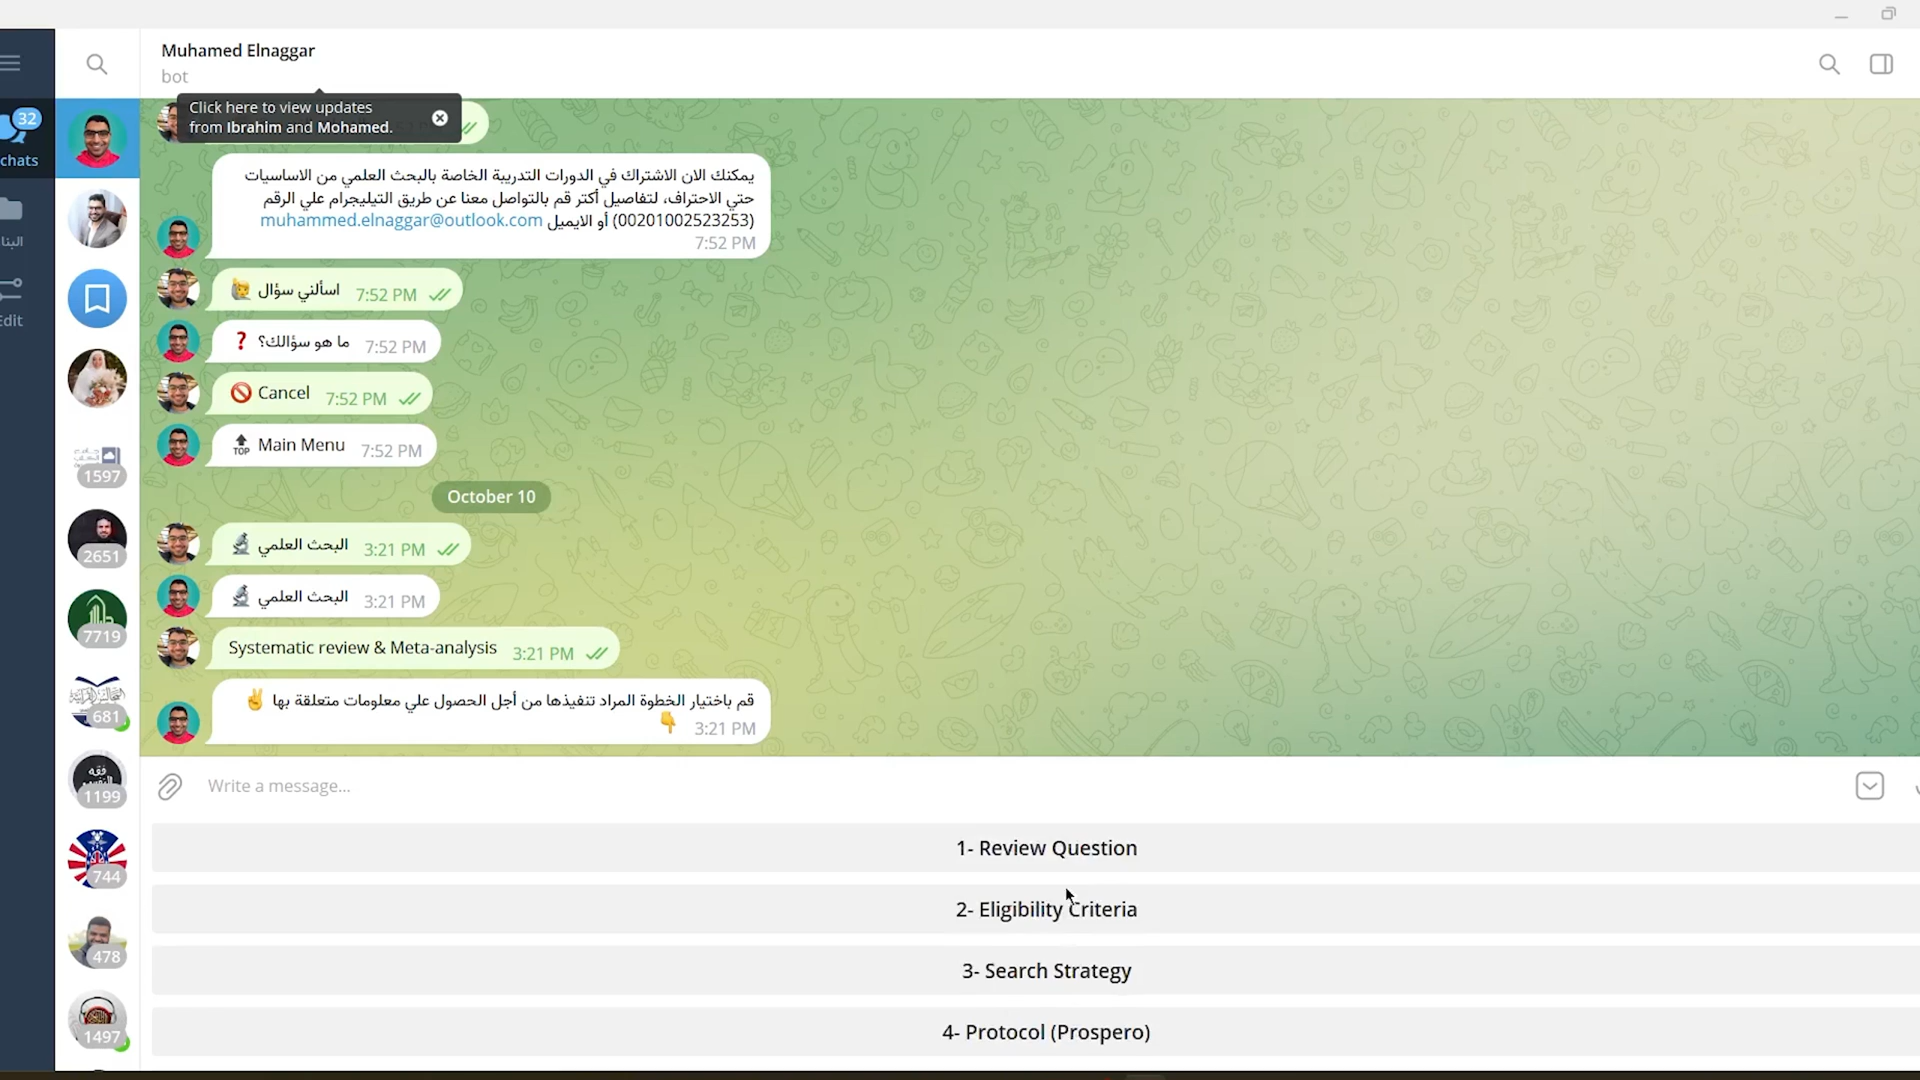 Muhamed Elnaggar
bot
Click here to view updates
from Ibrahim and Mohamed.
32
chats
البنا
Edit
يمكنك الان الاشتراك في الدورات التدريبة الخاصة بالبحث العلمي من الاساسيات
حتي الاحتراف، لتفاصيل أكتر قم بالتواصل معنا عن طريق التيليجرام علي الرقم
(00201002523253) أو الايميل muhammed.elnaggar@outlook.com
7:52 PM
اسألني سؤال 7:52 PM
ما هو سؤالك؟ ❓ 7:52 PM
🚫 Cancel 7:52 PM
TOP Main Menu 7:52 PM
October 10
البحث العلمي 🔬 3:21 PM
البحث العلمي 🔬 3:21 PM
Systematic review & Meta-analysis 3:21 PM
قم باختيار الخطوة المراد تنفيذها من أجل الحصول علي معلومات متعلقة بها ✌
👇 3:21 PM
1597
2651
7719
681
1199
744
478
1497
Write a message...
1- Review Question
2- Eligibility Criteria
3- Search Strategy
4- Protocol (Prospero)